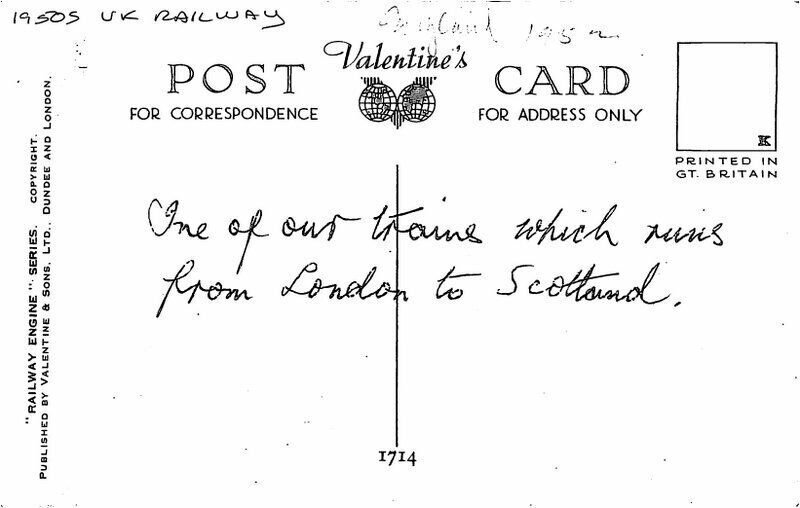 1950S UK RAILWAY
England 1952
Valentine's
POST CARD
FOR CORRESPONDENCE
FOR ADDRESS ONLY
K
PRINTED IN
GT. BRITAIN
"RAILWAY ENGINE" SERIES. COPYRIGHT.
PUBLISHED BY VALENTINE & SONS, LTD., DUNDEE AND LONDON.
One of our trains which runs
from London to Scotland.
1714